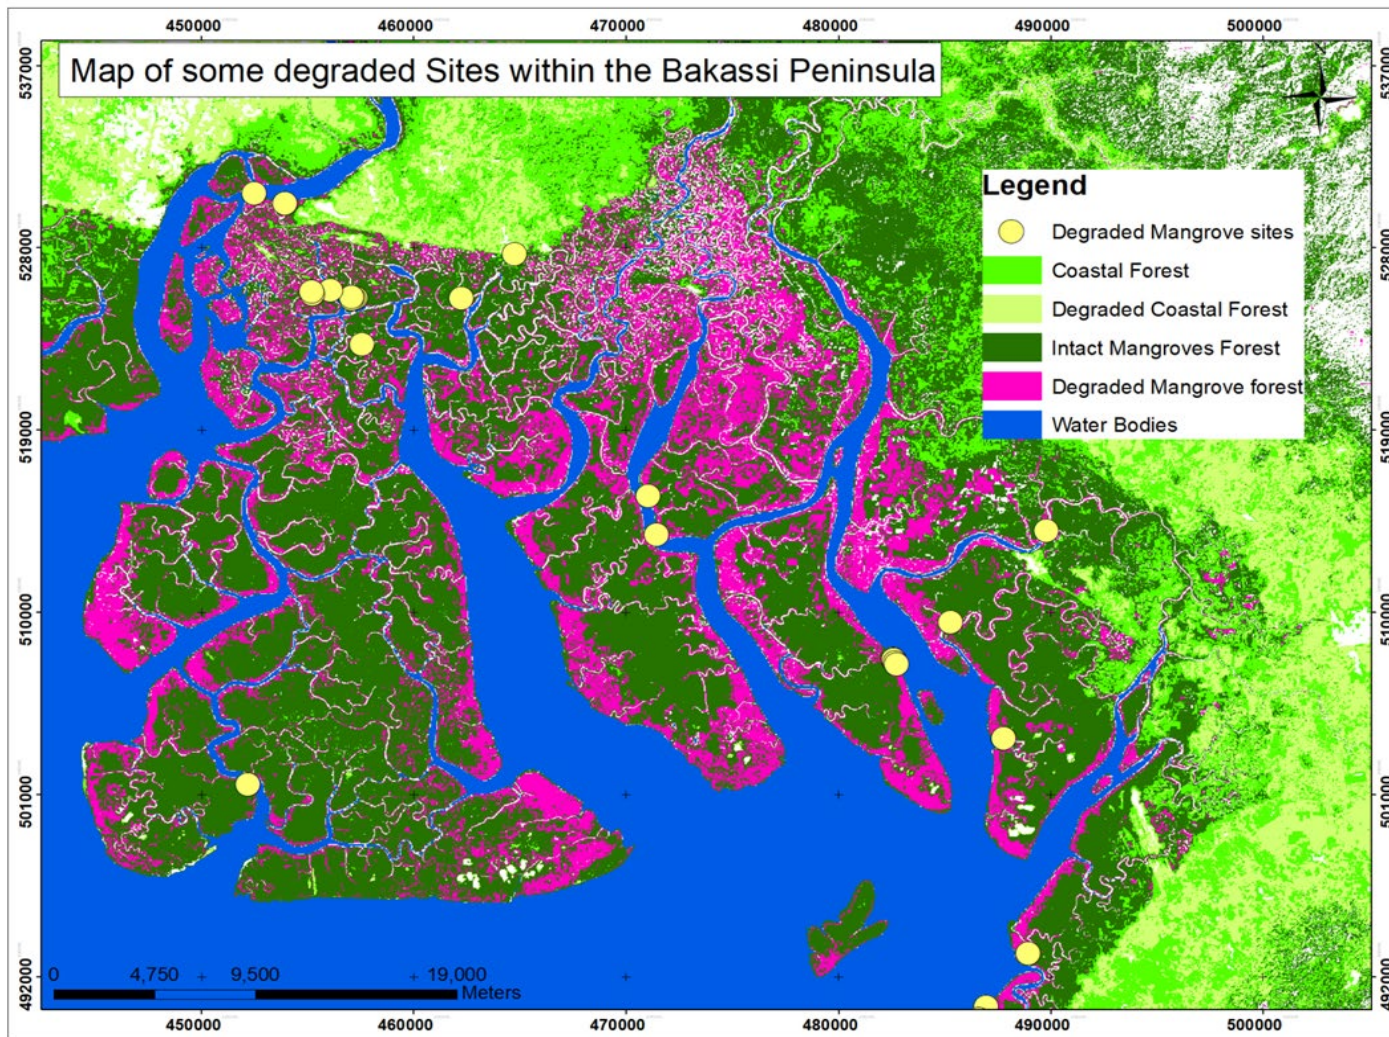 450000 460000 470000 480000 490000 500000
537000 537000
Map of some degraded Sites within the Bakassi Peninsula
Legend
Degraded Mangrove sites
528000 528000
Coastal Forest
Degraded Coastal Forest
Intact Mangroves Forest
Degraded Mangrove forest
Water Bodies
519000 519000
510000 510000
501000 501000
0 4,750 9,500 19,000
Meters
492000 492000
450000 460000 470000 480000 490000 500000